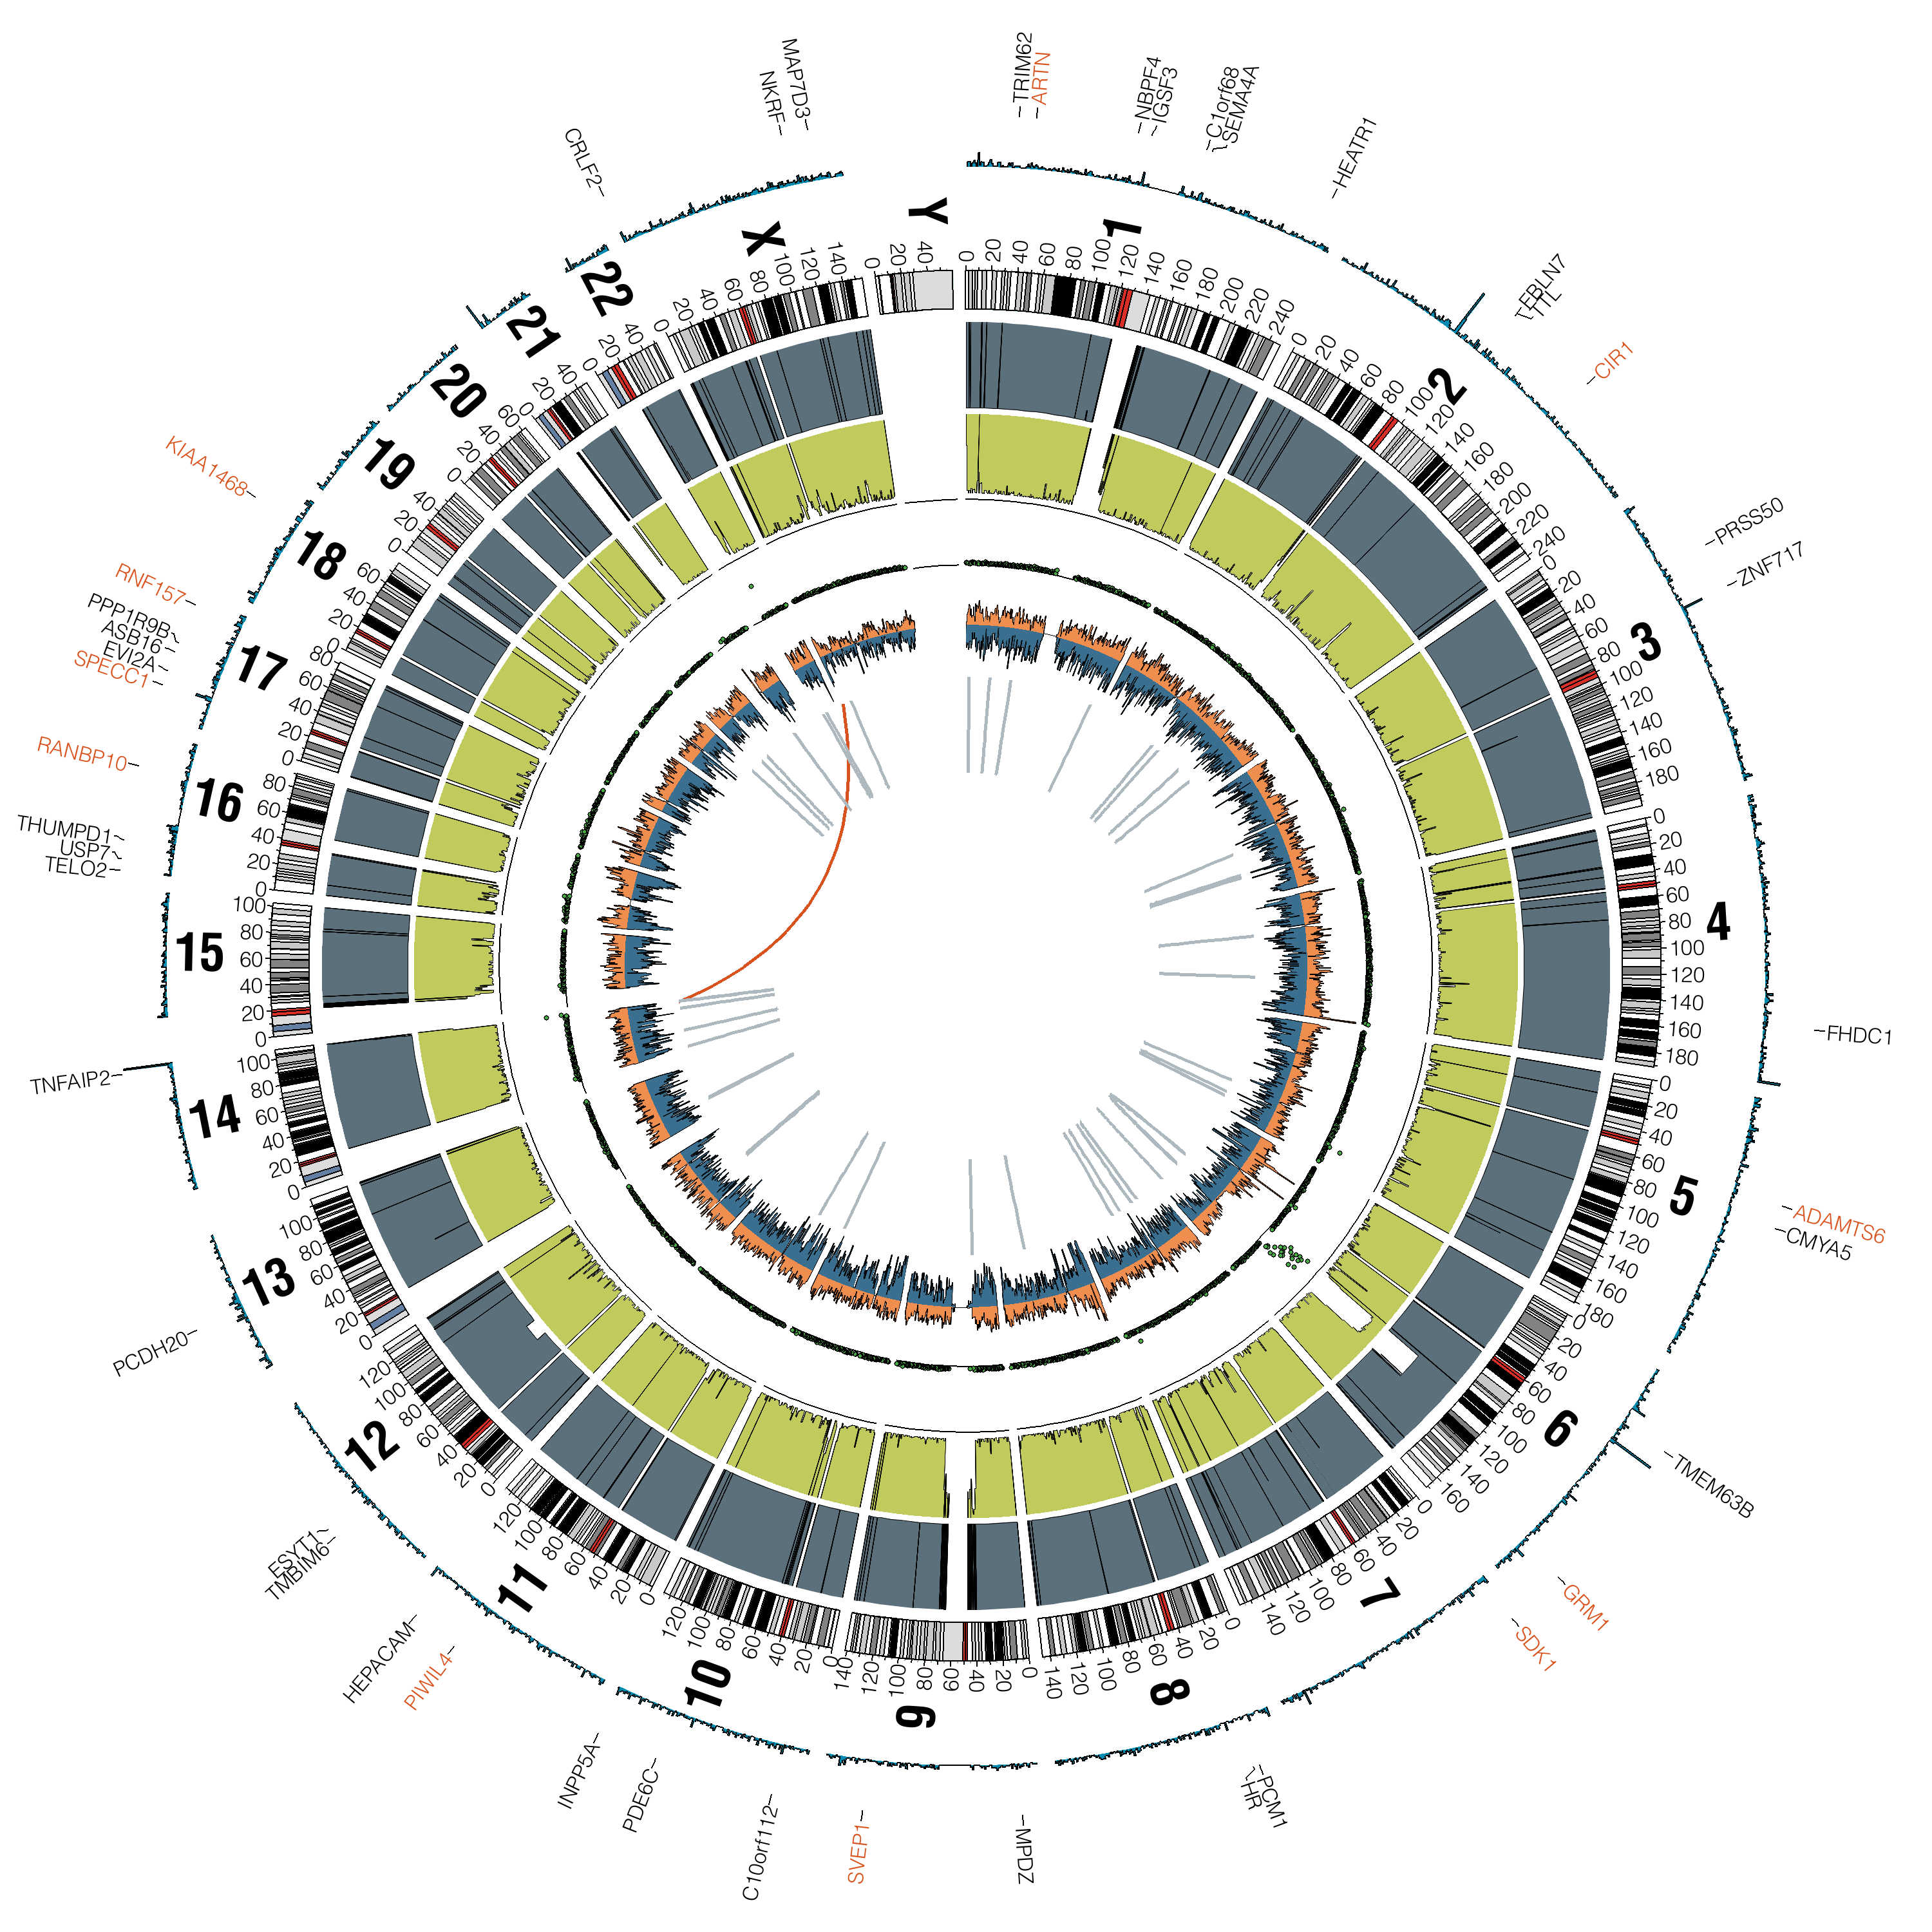 TRIM62
ARTN
NBPF4
IGSF3
C1orf68
SEMA4A
HEATR1
FBLN7
TTL
CIR1
PRSS50
ZNF717
FHDC1
ADAMTS6
CMYA5
TMEM63B
GRM1
SDK1
PCM1
HR
MPDZ
SVEP1
C10orf112
PDE6C
INPP5A
PIWIL4
HEPACAM
TMBIM6
ESYT1
PCDH20
TNFAIP2
TELO2
USP7
THUMPD1
RANBP10
SPECC1
EVI2A
ASB16
PPP1R9B
RNF157
KIAA1468
CRLF2
NKRF
MAP7D3
1
0 20 40 60 80 100 120 140 160 180 200 220 240
2
0 20 40 60 80 100 120 140 160 180 200 220 240
3
0 20 40 60 80 100 120 140 160 180
4
0 20 40 60 80 100 120 140 160 180
5
0 20 40 60 80 100 120 140 160 180
6
0 20 40 60 80 100 120 140 160
7
0 20 40 60 80 100 120 140
8
0 20 40 60 80 100 120 140
9
0 20 40 60 80 100 120 140
10
0 20 40 60 80 100 120
11
0 20 40 60 80 100 120
12
0 20 40 60 80 100 120
13
0 20 40 60 80 100
14
0 20 40 60 80 100
15
0 20 40 60 80 100
16
0 20 40 60 80
17
0 20 40 60 80
18
0 20 40 60
19
0 20 40
20
0 20 40 60
21
0 20 40
22
0 20 40
X
0 20 40 60 80 100 120 140
Y
0 20 40